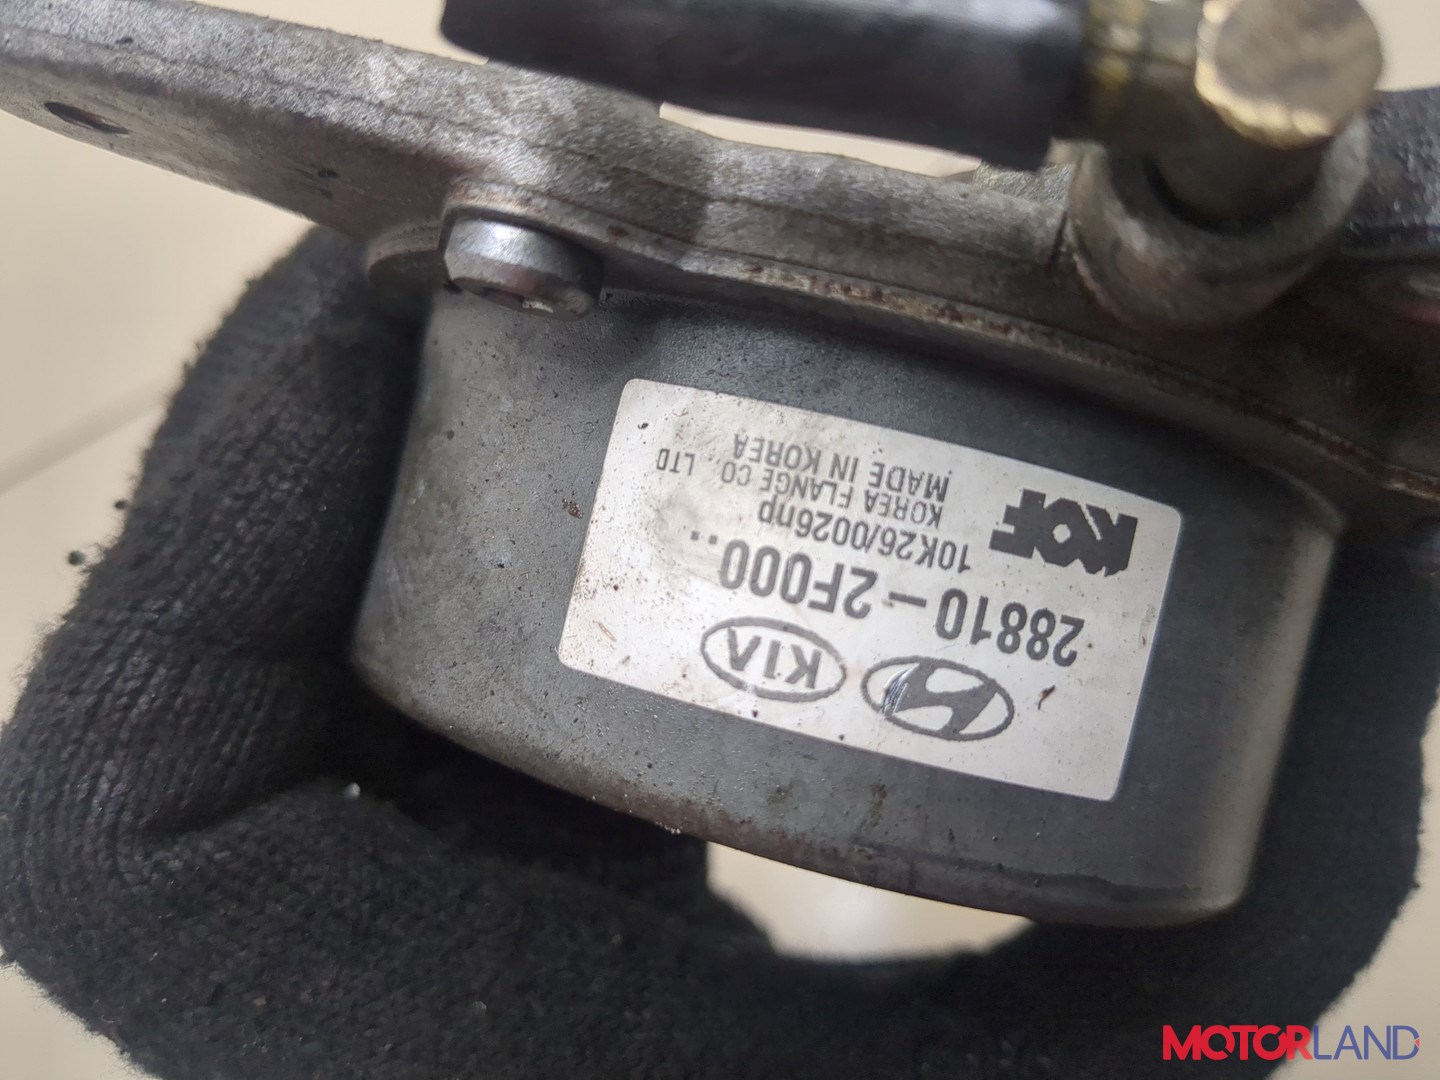 KIA
28810-2F000..
10K26/0026np
KOREA FLANGE CO LTD
MADE IN KOREA
KOF
MOTORLAND